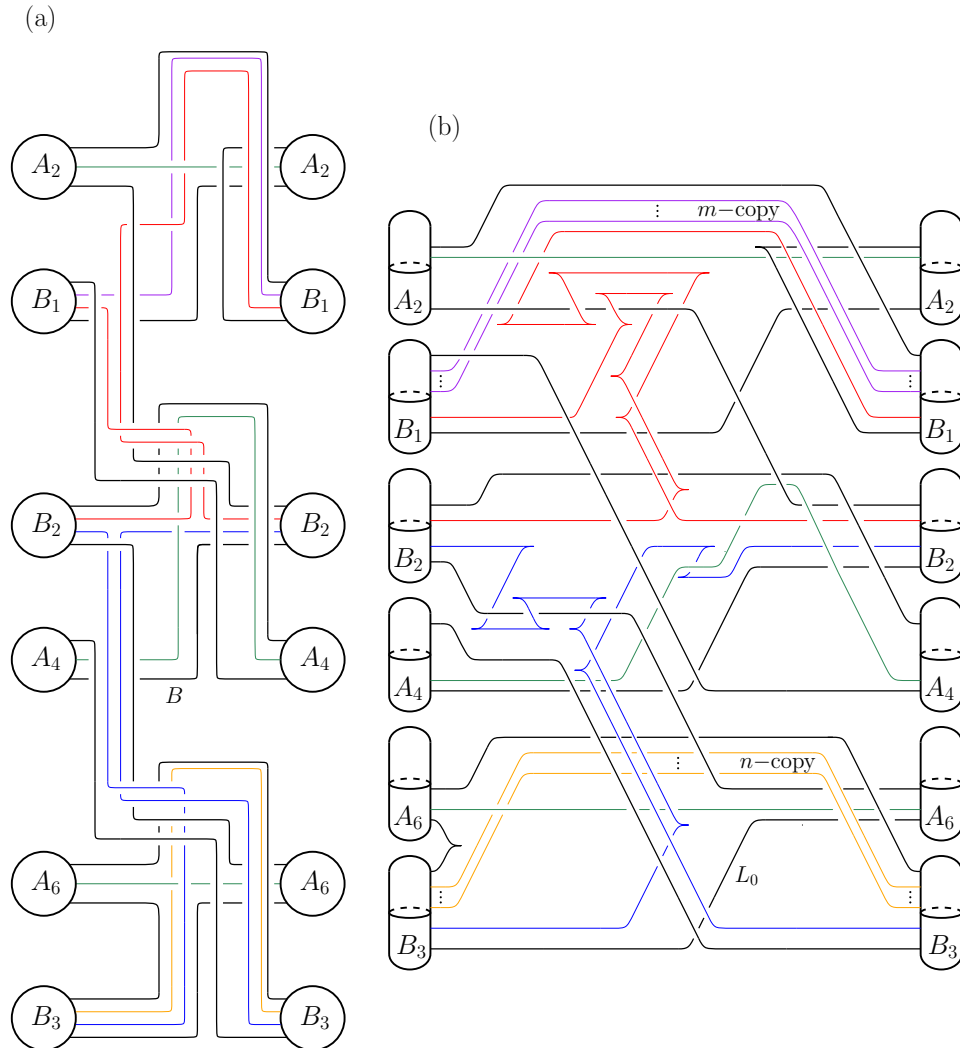 (a)
A₂ A₂
B₁ B₁
B₂ B₂
A₄ A₄
B
A₆ A₆
B₃ B₃
(b)
⋮ m−copy
A₂ A₂
⋮ ⋮
B₁ B₁
B₂ B₂
A₄ A₄
⋮ n−copy
A₆ A₆
L₀
⋮ ⋮
B₃ B₃